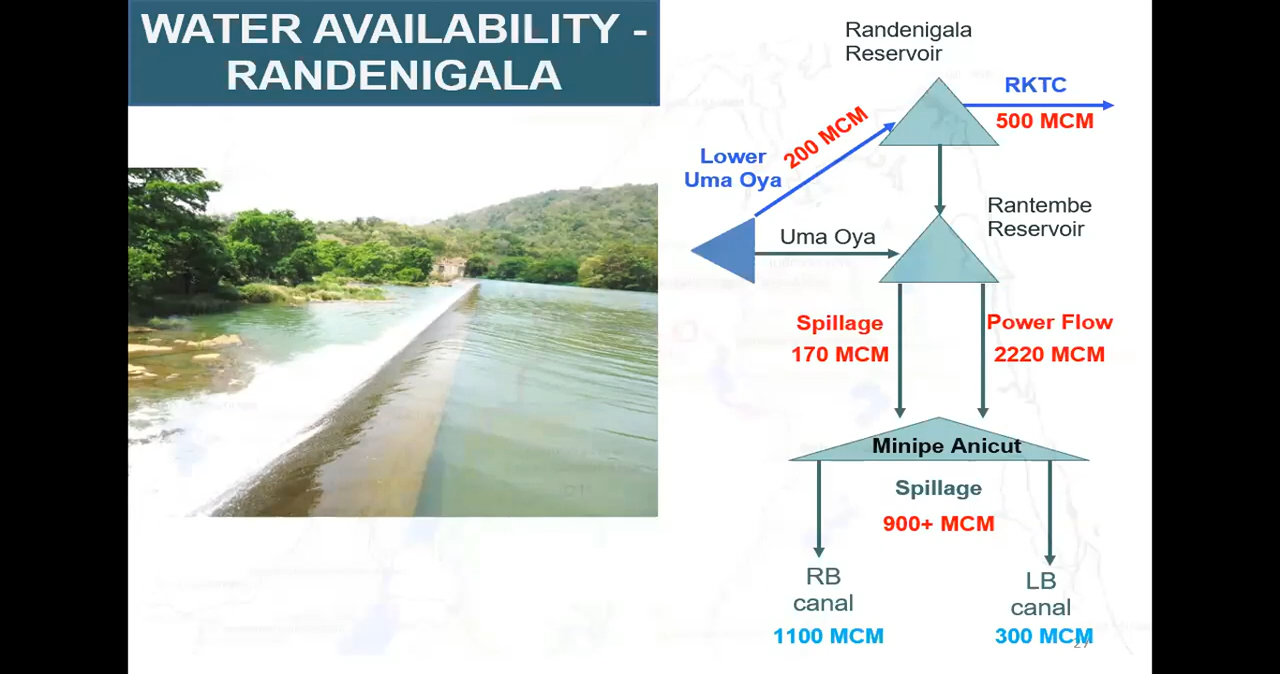 WATER AVAILABILITY -
RANDENIGALA
Randenigala
Reservoir
RKTC
500 MCM
200 MCM
Lower
Uma Oya
Uma Oya
Rantembe
Reservoir
Spillage
170 MCM
Power Flow
2220 MCM
Minipe Anicut
Spillage
900+ MCM
RB
canal
1100 MCM
LB
canal
300 MCM
27